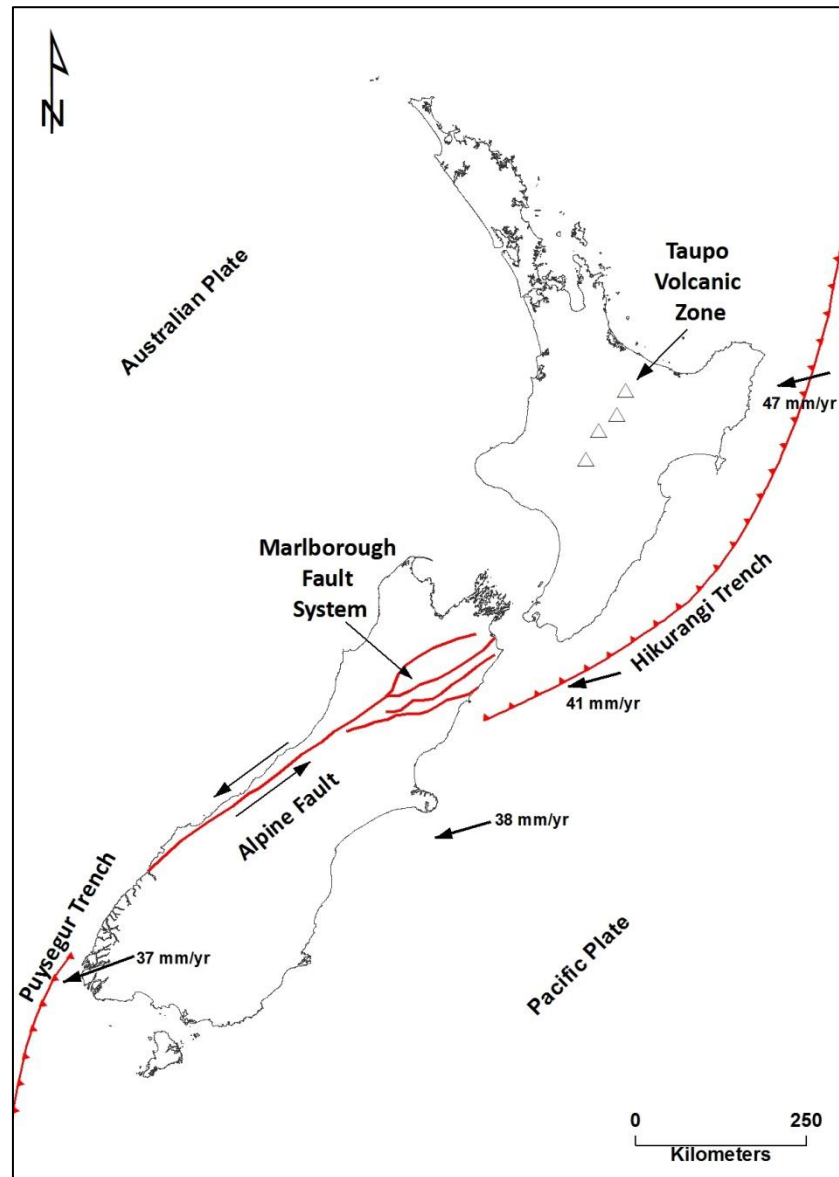 N
Australian Plate
Taupo
Volcanic
Zone
47 mm/yr
Marlborough
Fault
System
Hikurangi Trench
41 mm/yr
Alpine Fault
38 mm/yr
Puysegur Trench
37 mm/yr
Pacific Plate
0 250
Kilometers